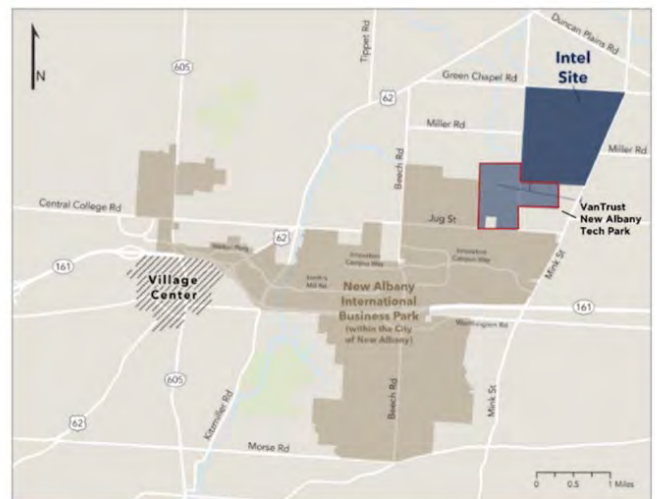 Duncan Plains Rd
Tippet Rd
N
605
Green Chapel Rd
Intel
Site
62
Miller Rd
Miller Rd
Beech Rd
Central College Rd
Jug St
VanTrust
New Albany
Tech Park
62
Innovation
Campus Way
Innovation
Campus Way
Mink St
161
Village
Center
Smith's
Mill Rd
New Albany
International
Business Park
(within the City
of New Albany)
161
Worthington Rd
605
Kitzmiller Rd
Beech Rd
Mink St
62
Morse Rd
0 0.5 1 Miles